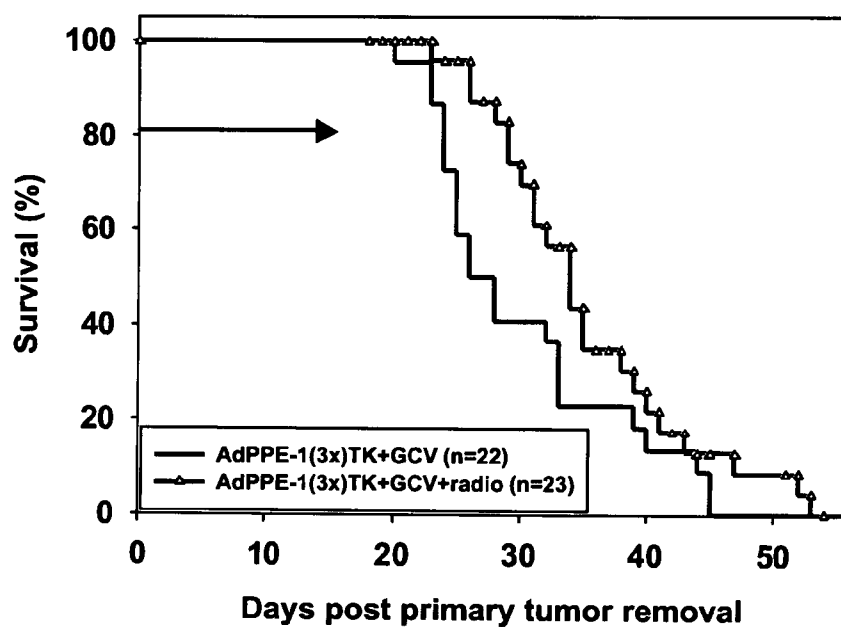 Survival (%)
100
80
60
40
20
0
AdPPE-1(3x)TK+GCV (n=22)
AdPPE-1(3x)TK+GCV+radio (n=23)
0 10 20 30 40 50
Days post primary tumor removal